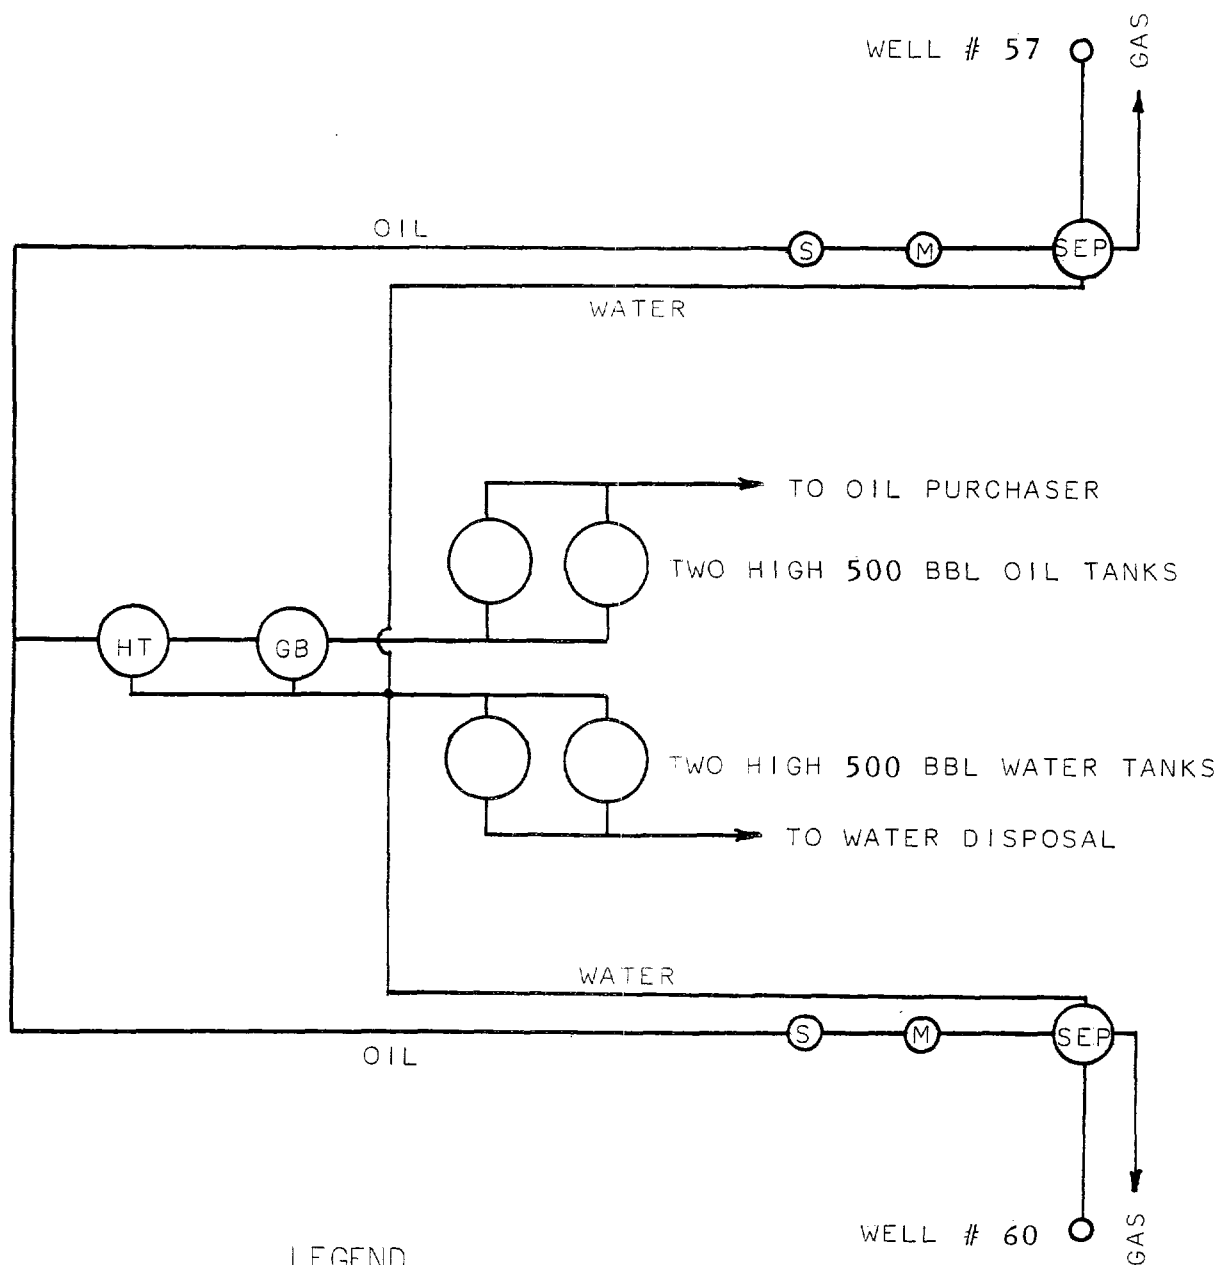 WELL # 57
GAS
OIL
S
M
SEP
WATER
TO OIL PURCHASER
TWO HIGH 500 BBL OIL TANKS
HT
GB
TWO HIGH 500 BBL WATER TANKS
TO WATER DISPOSAL
WATER
S
M
SEP
OIL
WELL # 60
GAS
LEGEND